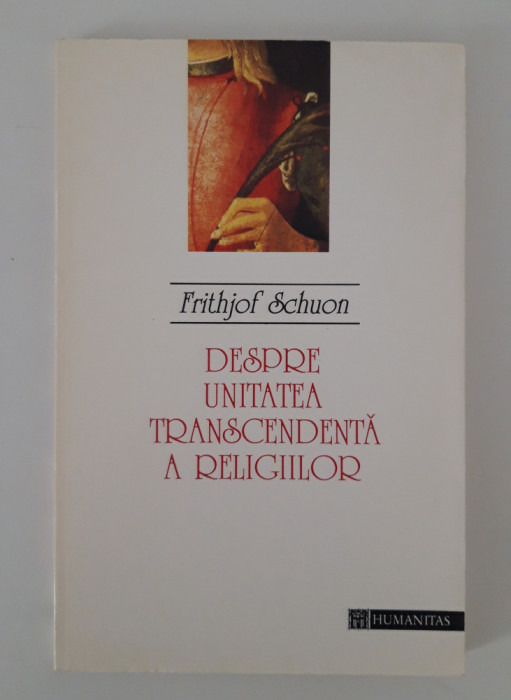 Frithjof Schuon
DESPRE
UNITATEA
TRANSCENDENTĂ
A RELIGIILOR
HUMANITAS